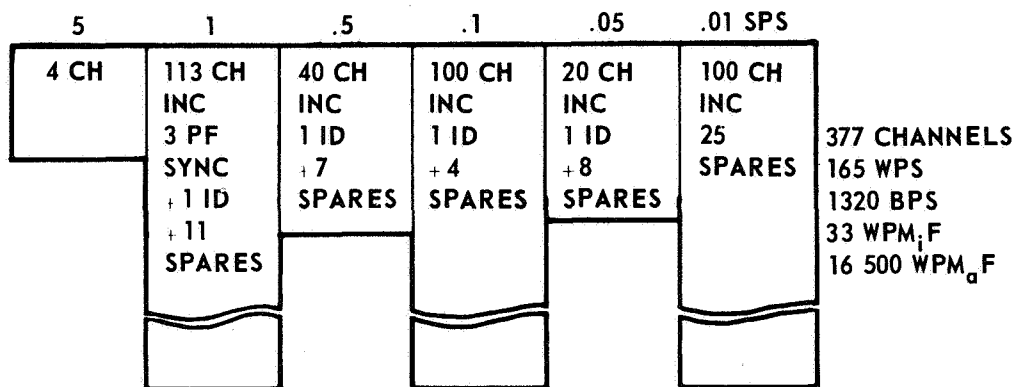 5 1 .5 .1 .05 .01 SPS
4 CH
113 CH
INC
3 PF
SYNC
+ 1 ID
+ 11
SPARES
40 CH
INC
1 ID
+ 7
SPARES
100 CH
INC
1 ID
+ 4
SPARES
20 CH
INC
1 ID
+ 8
SPARES
100 CH
INC
25
SPARES
377 CHANNELS
165 WPS
1320 BPS
33 WPMiF
16 500 WPMaF